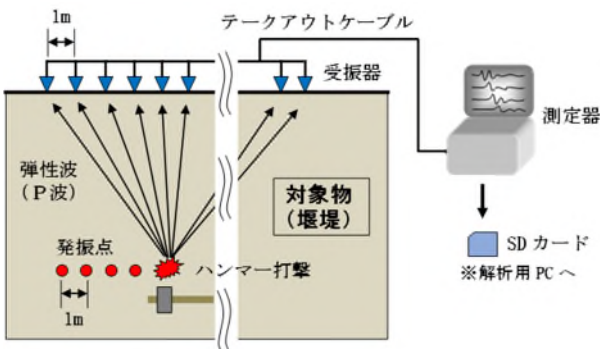 1m
テークアウトケーブル
受振器
測定器
弾性波
(P波)
対象物
(堰堤)
発振点
ハンマー打撃
1m
SDカード
※解析用PCへ